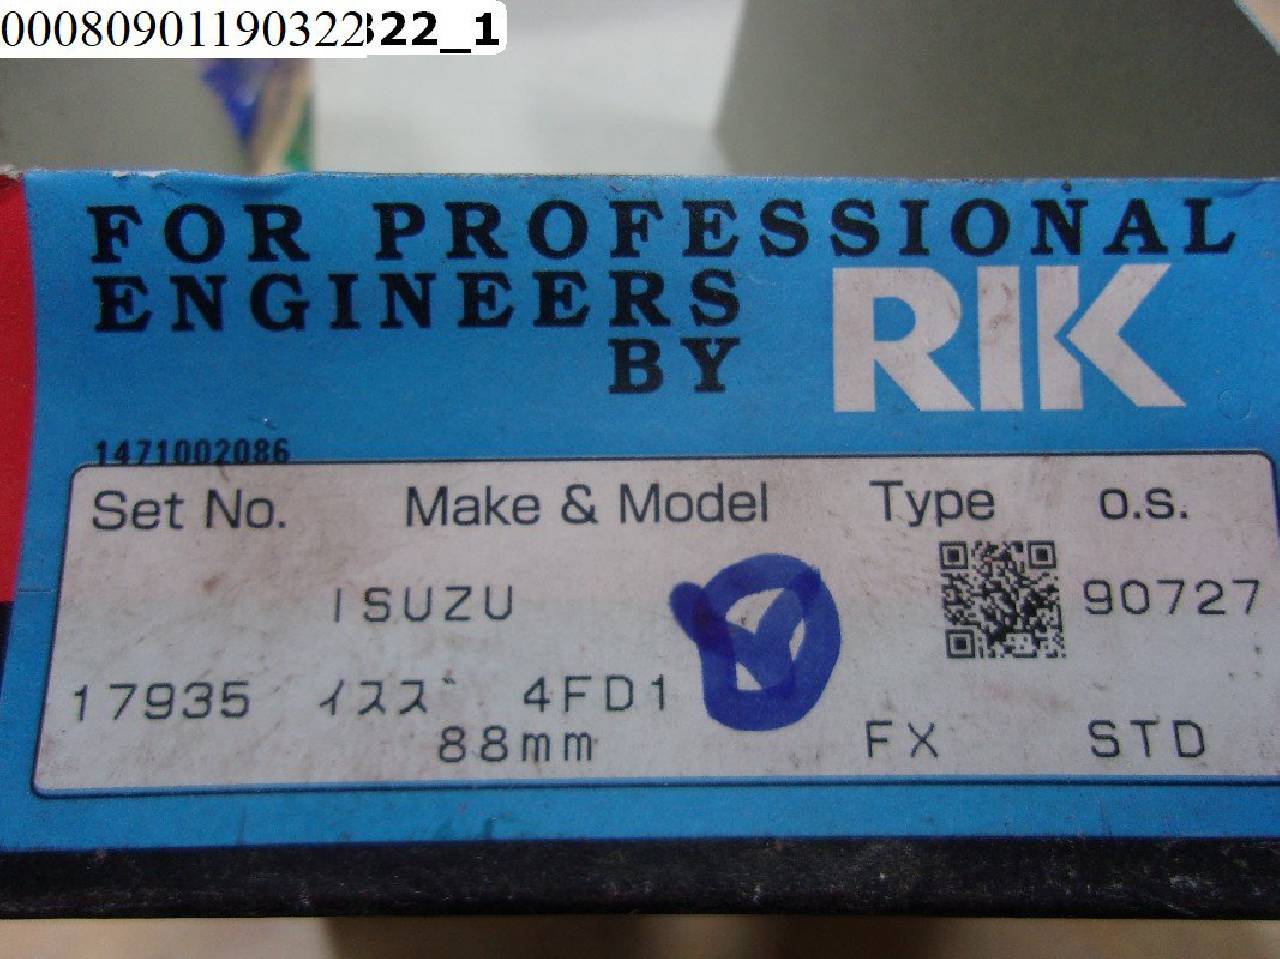 00080901190322322_1
FOR PROFESSIONAL
ENGINEERS
BY RIK
1471002086
Set No. Make & Model Type O.S.
ISUZU 90727
17935 イスズ 4FD1
88mm FX STD